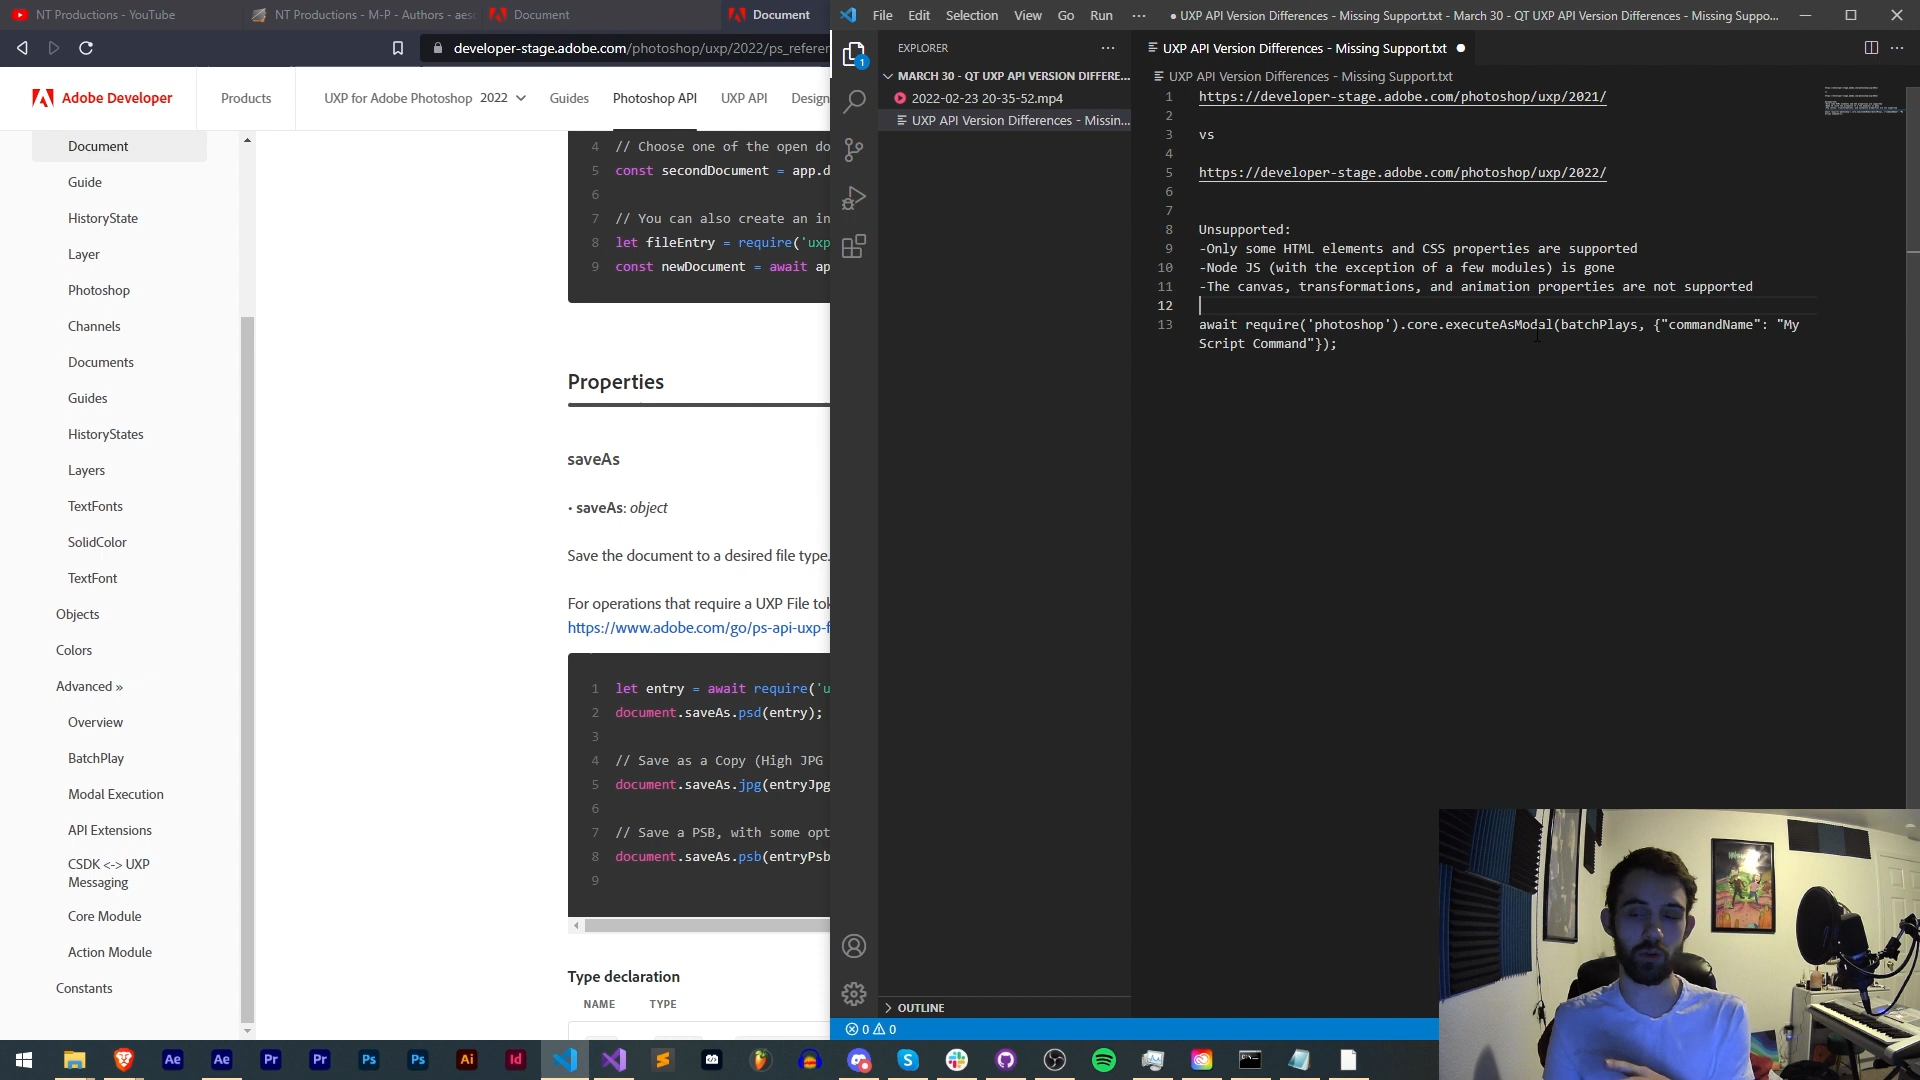 NT Productions - YouTube
NT Productions - M-P - Authors - aesc
Document
Document
developer-stage.adobe.com/photoshop/uxp/2022/ps_referen
Adobe Developer
Products
UXP for Adobe Photoshop 2022
Guides
Photoshop API
UXP API
Design
Document
Guide
HistoryState
Layer
Photoshop
Channels
Documents
Guides
HistoryStates
Layers
TextFonts
SolidColor
TextFont
Objects
Colors
Advanced »
Overview
BatchPlay
Modal Execution
API Extensions
CSDK <-> UXP
Messaging
Core Module
Action Module
Constants
4 // Choose one of the open do
5 const secondDocument = app.d
6
7 // You can also create an in
8 let fileEntry = require('uxp
9 const newDocument = await ap
Properties
saveAs
• saveAs: object
Save the document to a desired file type.
For operations that require a UXP File tok
https://www.adobe.com/go/ps-api-uxp-f
1 let entry = await require('u
2 document.saveAs.psd(entry);
3
4 // Save as a Copy (High JPG
5 document.saveAs.jpg(entryJpg
6
7 // Save a PSB, with some opt
8 document.saveAs.psb(entryPsb
9
Type declaration
NAME TYPE
File Edit Selection View Go Run ··· ● UXP API Version Differences - Missing Support.txt - March 30 - QT UXP API Version Differences - Missing Suppo...
EXPLORER
MARCH 30 - QT UXP API VERSION DIFFERE...
2022-02-23 20-35-52.mp4
UXP API Version Differences - Missin...
OUTLINE
1
UXP API Version Differences - Missing Support.txt
UXP API Version Differences - Missing Support.txt
1 https://developer-stage.adobe.com/photoshop/uxp/2021/
2
3 vs
4
5 https://developer-stage.adobe.com/photoshop/uxp/2022/
6
7
8 Unsupported:
9 -Only some HTML elements and CSS properties are supported
10 -Node JS (with the exception of a few modules) is gone
11 -The canvas, transformations, and animation properties are not supported
12
13 await require('photoshop').core.executeAsModal(batchPlays, {"commandName": "My
Script Command"});
0 0
Ae Ae Pr Pr Ps Ps Ai Id